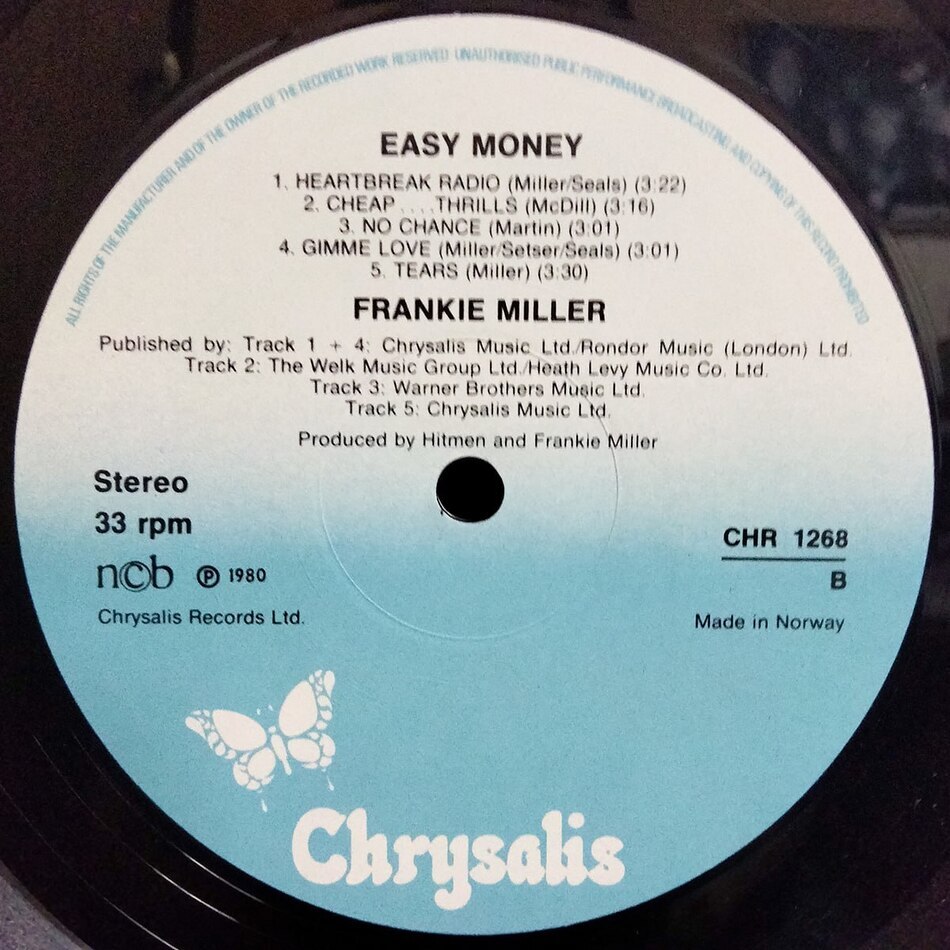 ALL RIGHTS OF THE MANUFACTURER AND OF THE OWNER OF THE RECORDED WORK RESERVED UNAUTHORISED PUBLIC PERFORMANCE BROADCASTING AND COPYING OF THIS RECORD PROHIBITED
EASY MONEY
1. HEARTBREAK RADIO (Miller/Seals) (3:22)
2. CHEAP ....THRILLS (McDill) (3:16)
3. NO CHANCE (Martin) (3:01)
4. GIMME LOVE (Miller/Setser/Seals) (3:01)
5. TEARS (Miller) (3:30)
FRANKIE MILLER
Published by: Track 1 + 4: Chrysalis Music Ltd./Rondor Music (London) Ltd.
Track 2: The Welk Music Group Ltd./Heath Levy Music Co. Ltd.
Track 3: Warner Brothers Music Ltd.
Track 5: Chrysalis Music Ltd.
Produced by Hitmen and Frankie Miller
Stereo
33 rpm
CHR 1268
B
n©b ℗ 1980
Chrysalis Records Ltd.
Made in Norway
Chrysalis